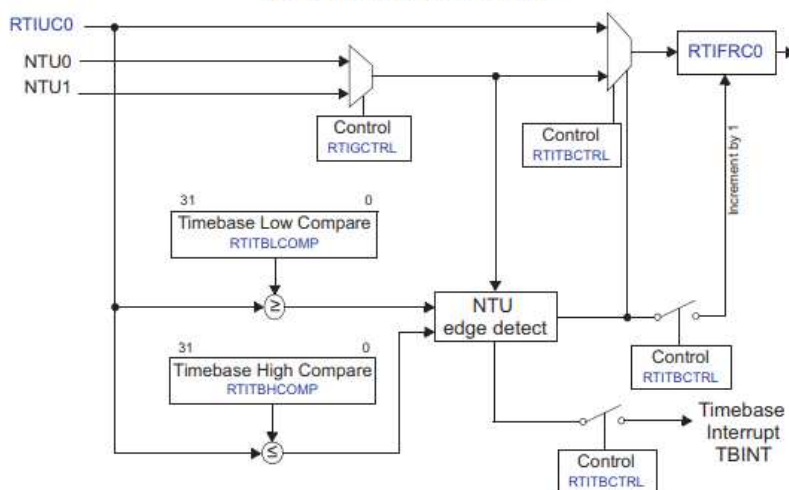 RTIUC0
NTU0
NTU1
RTIFRC0
Control
RTIGCTRL
Control
RTITBCTRL
Increment by 1
31 0
Timebase Low Compare
RTITBLCOMP
≥
NTU
edge detect
31 0
Timebase High Compare
RTITBHCOMP
≤
Control
RTITBCTRL
Timebase
Interrupt
TBINT
Control
RTITBCTRL